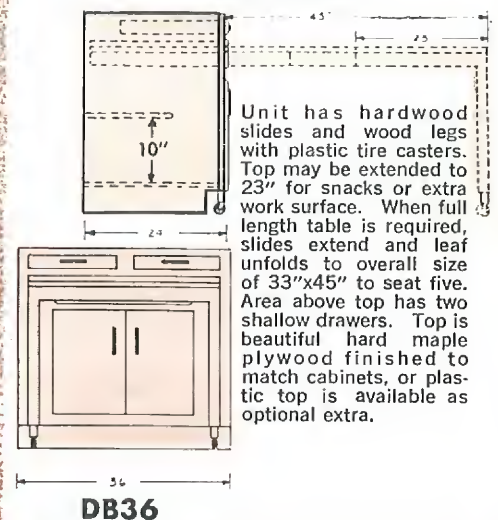 45"
23
10"
24
Unit has hardwood
slides and wood legs
with plastic tire casters.
Top may be extended to
23" for snacks or extra
work surface. When full
length table is required,
slides extend and leaf
unfolds to overall size
of 33"x45" to seat five.
Area above top has two
shallow drawers. Top is
beautiful hard maple
plywood finished to
match cabinets, or plas-
tic top is available as
optional extra.
36
DB36